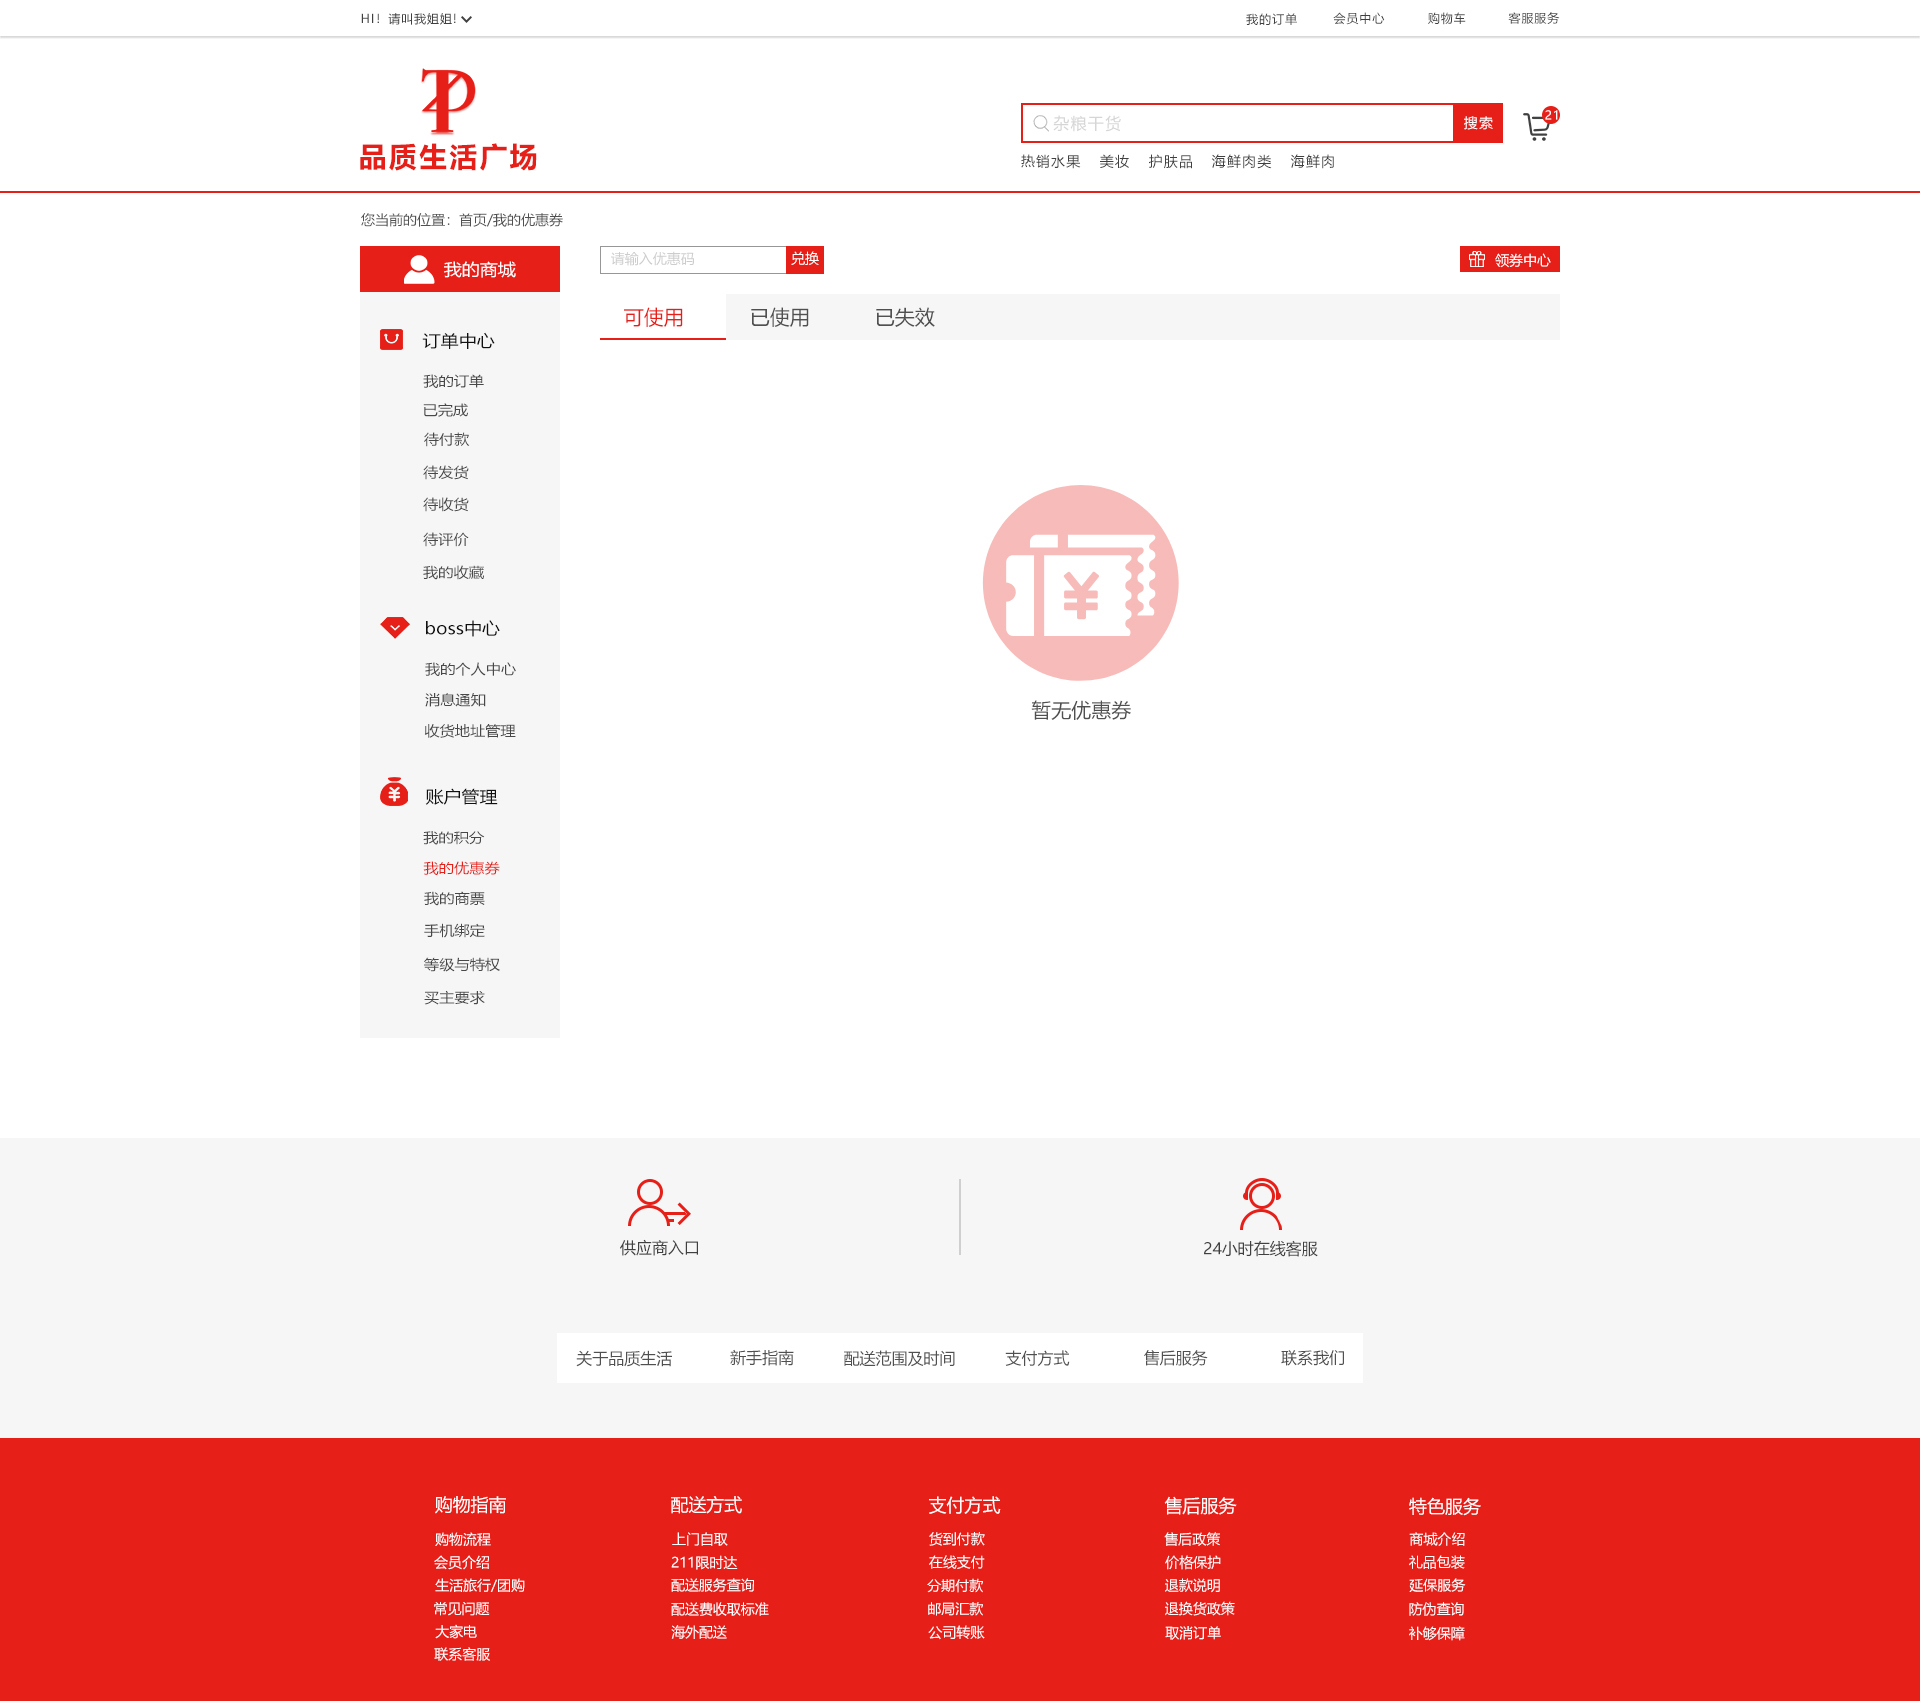 HI！请叫我姐姐！ 我的订单 会员中心 购物车 客服服务
品质生活广场
杂粮干货 搜索 21
热销水果 美妆 护肤品 海鲜肉类 海鲜肉
您当前的位置：首页/我的优惠券
我的商城
请输入优惠码 兑换 领券中心
可使用 已使用 已失效
订单中心
我的订单
已完成
待付款
待发货
待收货
待评价
我的收藏
boss中心
我的个人中心
消息通知
收货地址管理
账户管理
我的积分
我的优惠券
我的商票
手机绑定
等级与特权
买主要求
暂无优惠券
供应商入口 24小时在线客服
关于品质生活 新手指南 配送范围及时间 支付方式 售后服务 联系我们
购物指南
购物流程
会员介绍
生活旅行/团购
常见问题
大家电
联系客服
配送方式
上门自取
211限时达
配送服务查询
配送费收取标准
海外配送
支付方式
货到付款
在线支付
分期付款
邮局汇款
公司转账
售后服务
售后政策
价格保护
退款说明
退换货政策
取消订单
特色服务
商城介绍
礼品包装
延保服务
防伪查询
补够保障